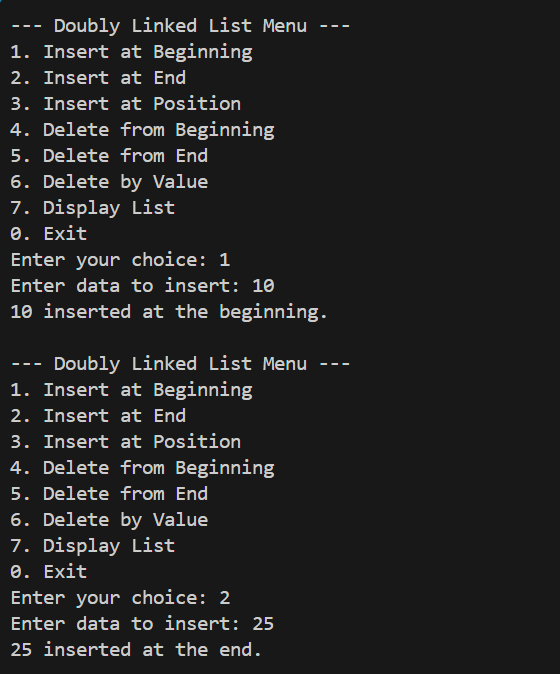 --- Doubly Linked List Menu ---
1. Insert at Beginning
2. Insert at End
3. Insert at Position
4. Delete from Beginning
5. Delete from End
6. Delete by Value
7. Display List
0. Exit
Enter your choice: 1
Enter data to insert: 10
10 inserted at the beginning.

--- Doubly Linked List Menu ---
1. Insert at Beginning
2. Insert at End
3. Insert at Position
4. Delete from Beginning
5. Delete from End
6. Delete by Value
7. Display List
0. Exit
Enter your choice: 2
Enter data to insert: 25
25 inserted at the end.